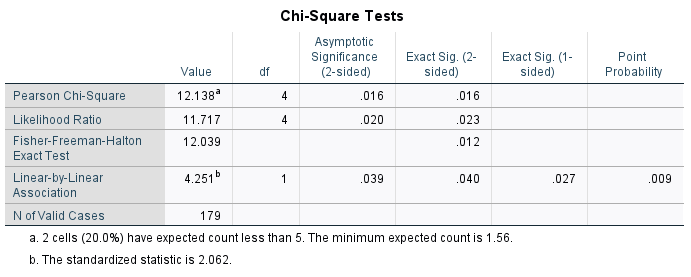 Chi-Square Tests
Value df Asymptotic Significance (2-sided) Exact Sig. (2-sided) Exact Sig. (1-sided) Point Probability
Pearson Chi-Square 12.138a 4 .016 .016
Likelihood Ratio 11.717 4 .020 .023
Fisher-Freeman-Halton Exact Test 12.039 .012
Linear-by-Linear Association 4.251b 1 .039 .040 .027 .009
N of Valid Cases 179
a. 2 cells (20.0%) have expected count less than 5. The minimum expected count is 1.56.
b. The standardized statistic is 2.062.